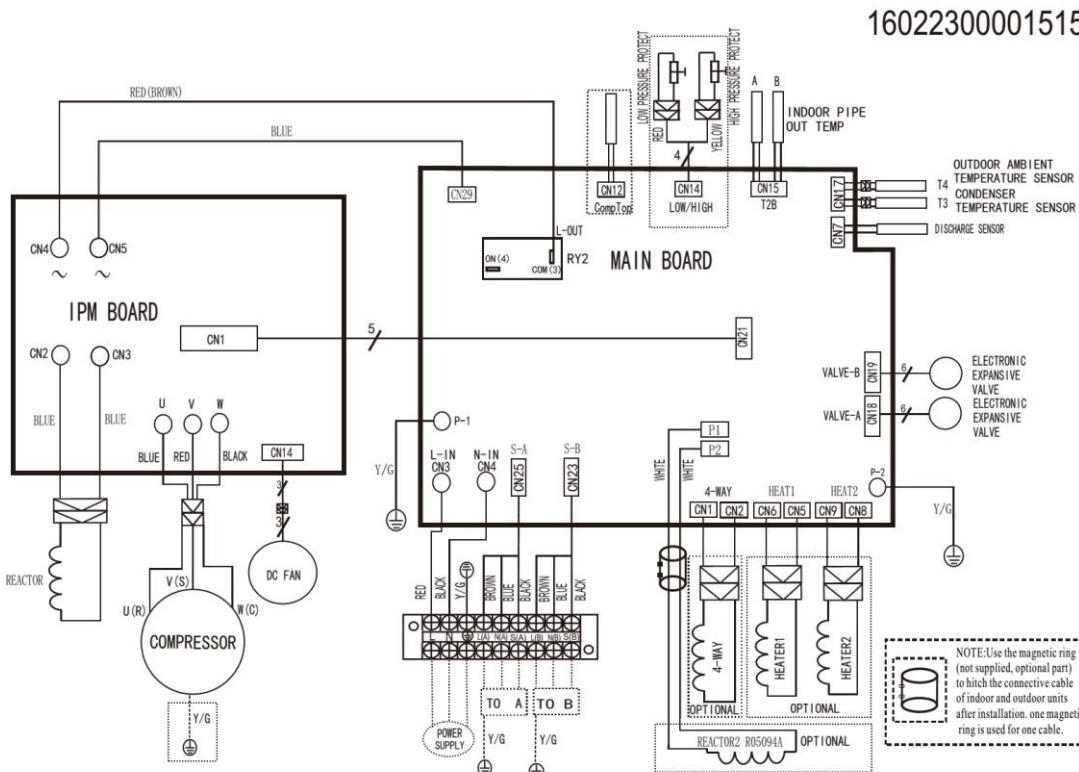 16022300001515
LOW PRESSURE PROTECT
HIGH PRESSURE PROTECT
RED
YELLOW
4
A B
INDOOR PIPE
OUT TEMP
RED(BROWN)
BLUE
CN29
CN12
CompTop
CN14
LOW/HIGH
CN15
T2B
CN17
OUTDOOR AMBIENT
TEMPERATURE SENSOR
T4
CONDENSER
T3
TEMPERATURE SENSOR
CN7
DISCHARGE SENSOR
CN4
CN5
~ ~
IPM BOARD
L-OUT
ON(4)
COM(3)
RY2
MAIN BOARD
CN1
5
CN21
CN2
CN3
BLUE
BLUE
U V W
BLUE
RED
BLACK
CN14
3
3
DC FAN
REACTOR
V(S)
U(R)
W(C)
COMPRESSOR
Y/G
P-1
Y/G
L-IN
CN3
N-IN
CN4
S-A
CN25
S-B
CN23
VALVE-B
CN19
6
ELECTRONIC
EXPANSIVE
VALVE
VALVE-A
CN18
6
ELECTRONIC
EXPANSIVE
VALVE
P-2
Y/G
P1
P2
WHITE
WHITE
4-WAY
HEAT1
HEAT2
CN1
CN2
CN6
CN5
CN9
CN8
RED
BLACK
Y/G
BROWN
BLUE
BLACK
BROWN
BLUE
BLACK
L N L(A) N(A) S(A) L(B) N(B) S(B)
TO A
TO B
POWER
SUPPLY
Y/G
Y/G
4-WAY
HEATER1
HEATER2
OPTIONAL
OPTIONAL
REACTOR2 R05094A
OPTIONAL
NOTE:Use the magnetic ring
(not supplied, optional part)
to hitch the connective cable
of indoor and outdoor units
after installation. one magnetic
ring is used for one cable.